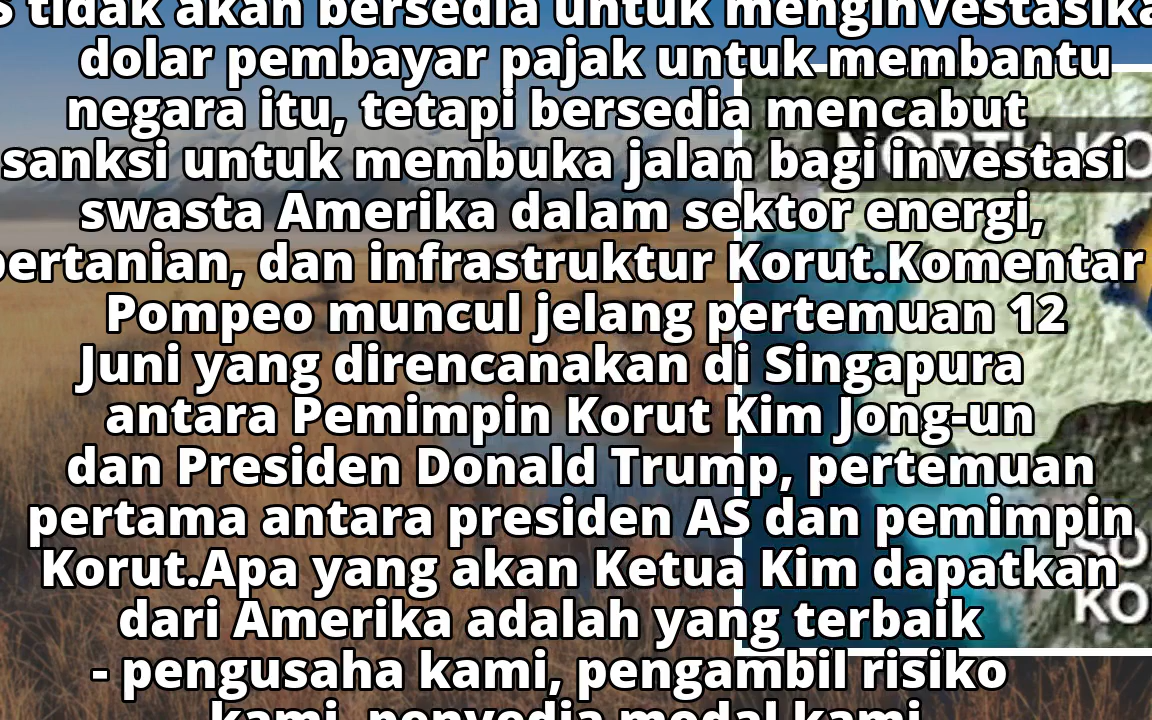 tidak akan bersedia untuk
dolar pembayar pajak untuk membantu
negara itu, tetapi bersedia mencabut
sanksi untuk membuka jalan bagi investasi
swasta Amerika dalam sektor energi,
pertanian, dan infrastruktur Korut.Komentar
Pompeo muncul jelang pertemuan 12
Juni yang direncanakan di Singapura
antara Pemimpin Korut Kim Jong-un
dan Presiden Donald Trump, pertemuan
pertama antara presiden AS dan pemimpin
Korut.Apa yang akan Ketua Kim dapatkan
dari Amerika adalah yang terbaik
- pengusaha kami, pengambil risiko
kami, penyedia modal kami
NORTH KO
SO
KO